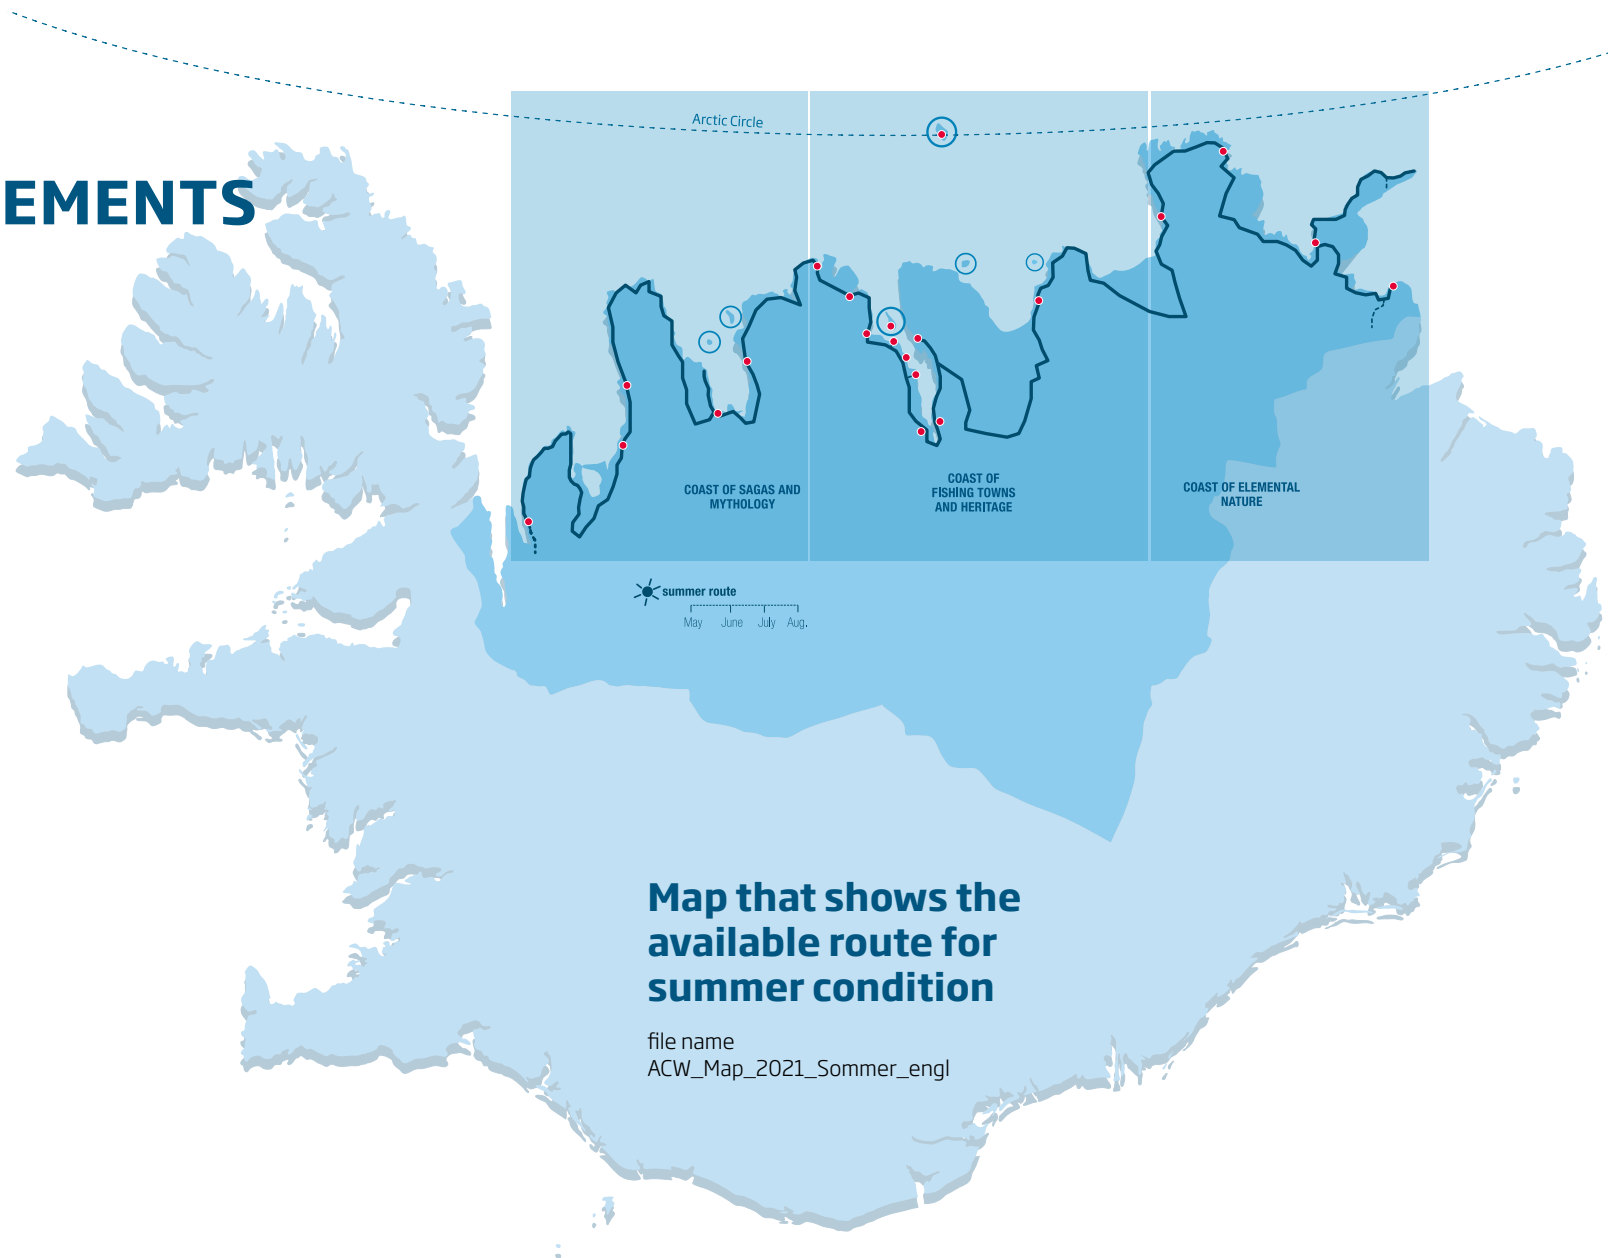 Arctic Circle
EMENTS
COAST OF SAGAS AND
MYTHOLOGY
COAST OF
FISHING TOWNS
AND HERITAGE
COAST OF ELEMENTAL
NATURE
summer route
May June July Aug.
Map that shows the
available route for
summer condition
file name
ACW_Map_2021_Sommer_engl